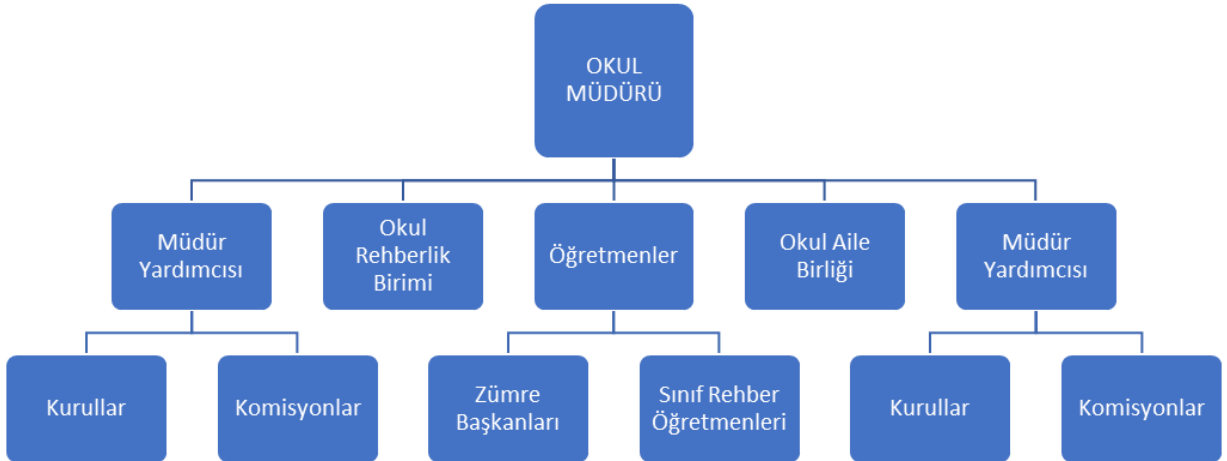 OKUL
MÜDÜRÜ
Müdür
Yardımcısı
Okul
Rehberlik
Birimi
Öğretmenler
Okul Aile
Birliği
Müdür
Yardımcısı
Kurullar
Komisyonlar
Zümre
Başkanları
Sınıf Rehber
Öğretmenleri
Kurullar
Komisyonlar